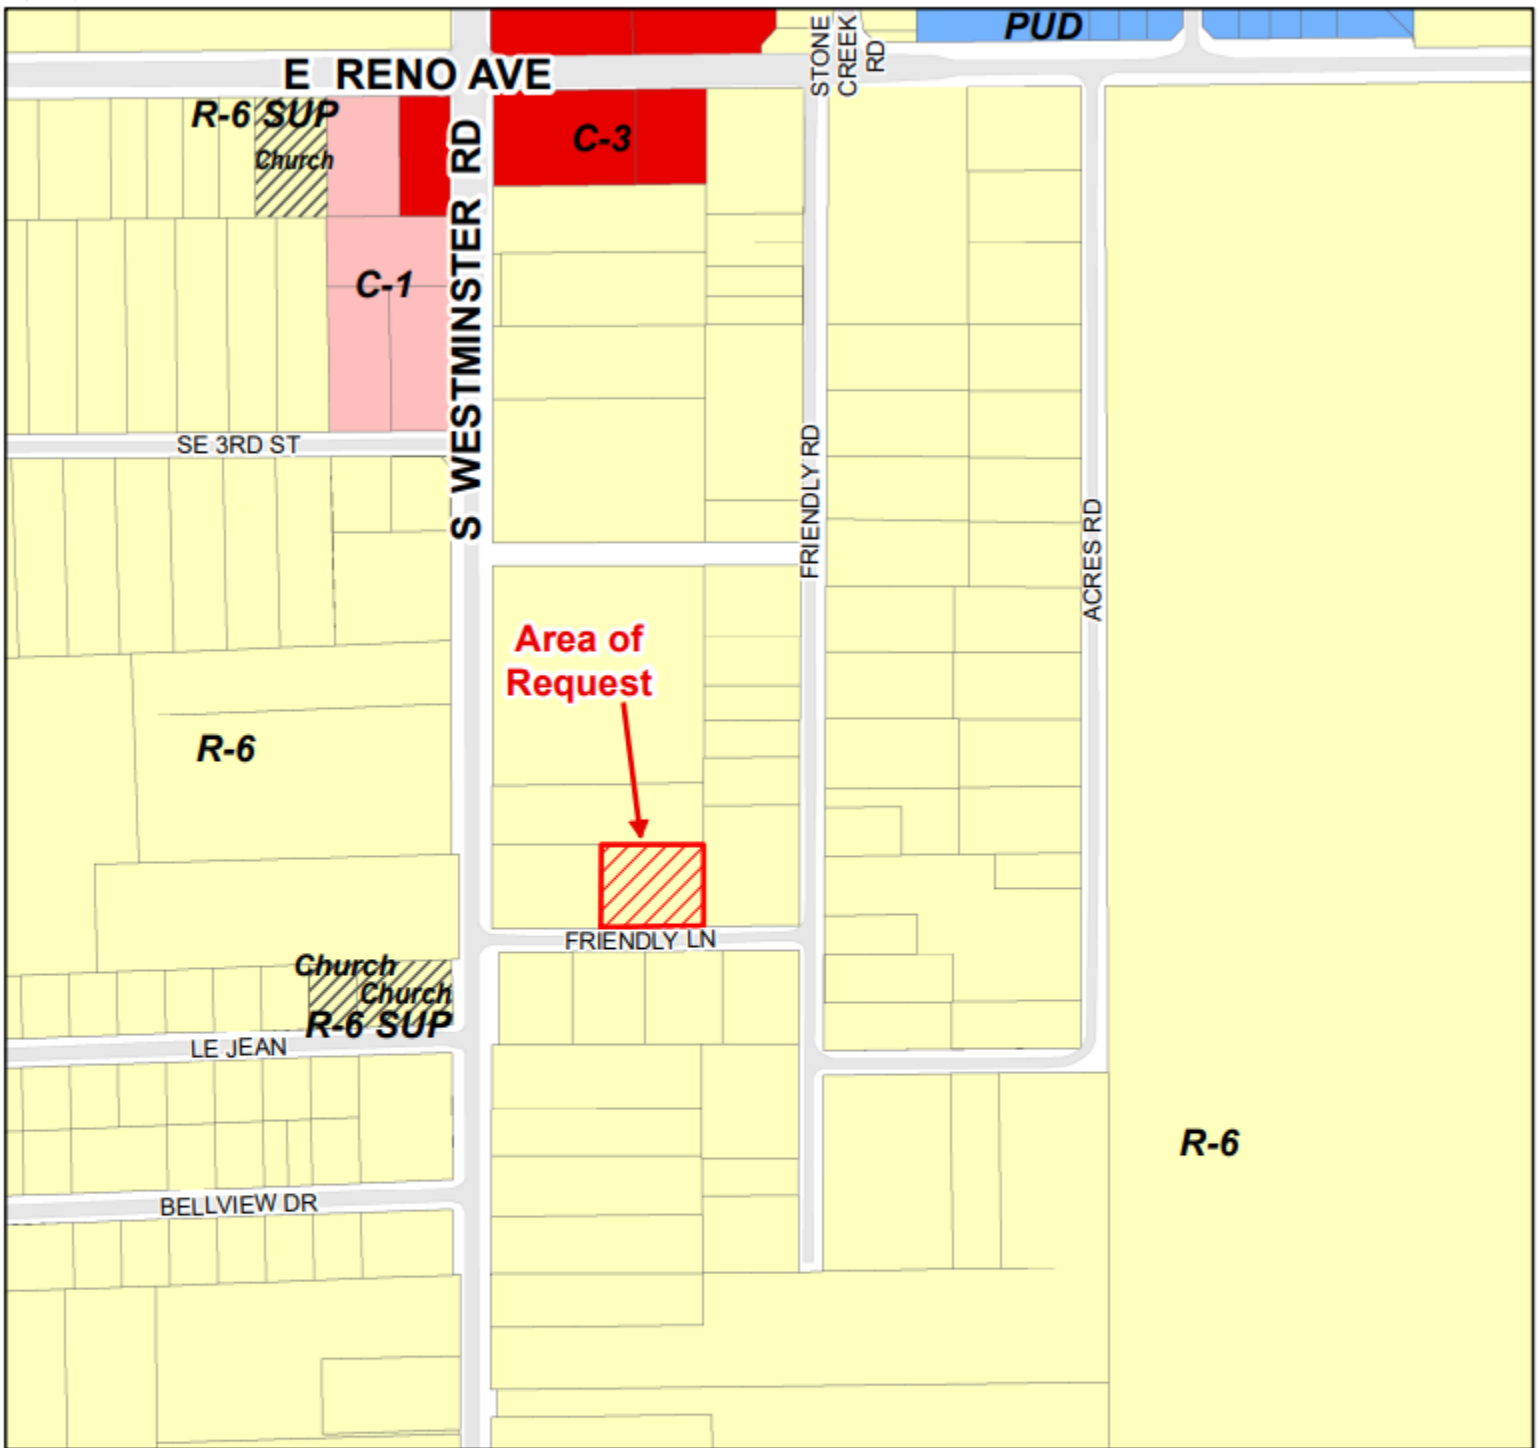 PUD
STONE
CREEK
RD
E RENO AVE
R-6 SUP
Church
C-3
S WESTMINSTER RD
C-1
SE 3RD ST
FRIENDLY RD
ACRES RD
Area of
Request
R-6
FRIENDLY LN
Church
Church
R-6 SUP
LE JEAN
R-6
BELLVIEW DR